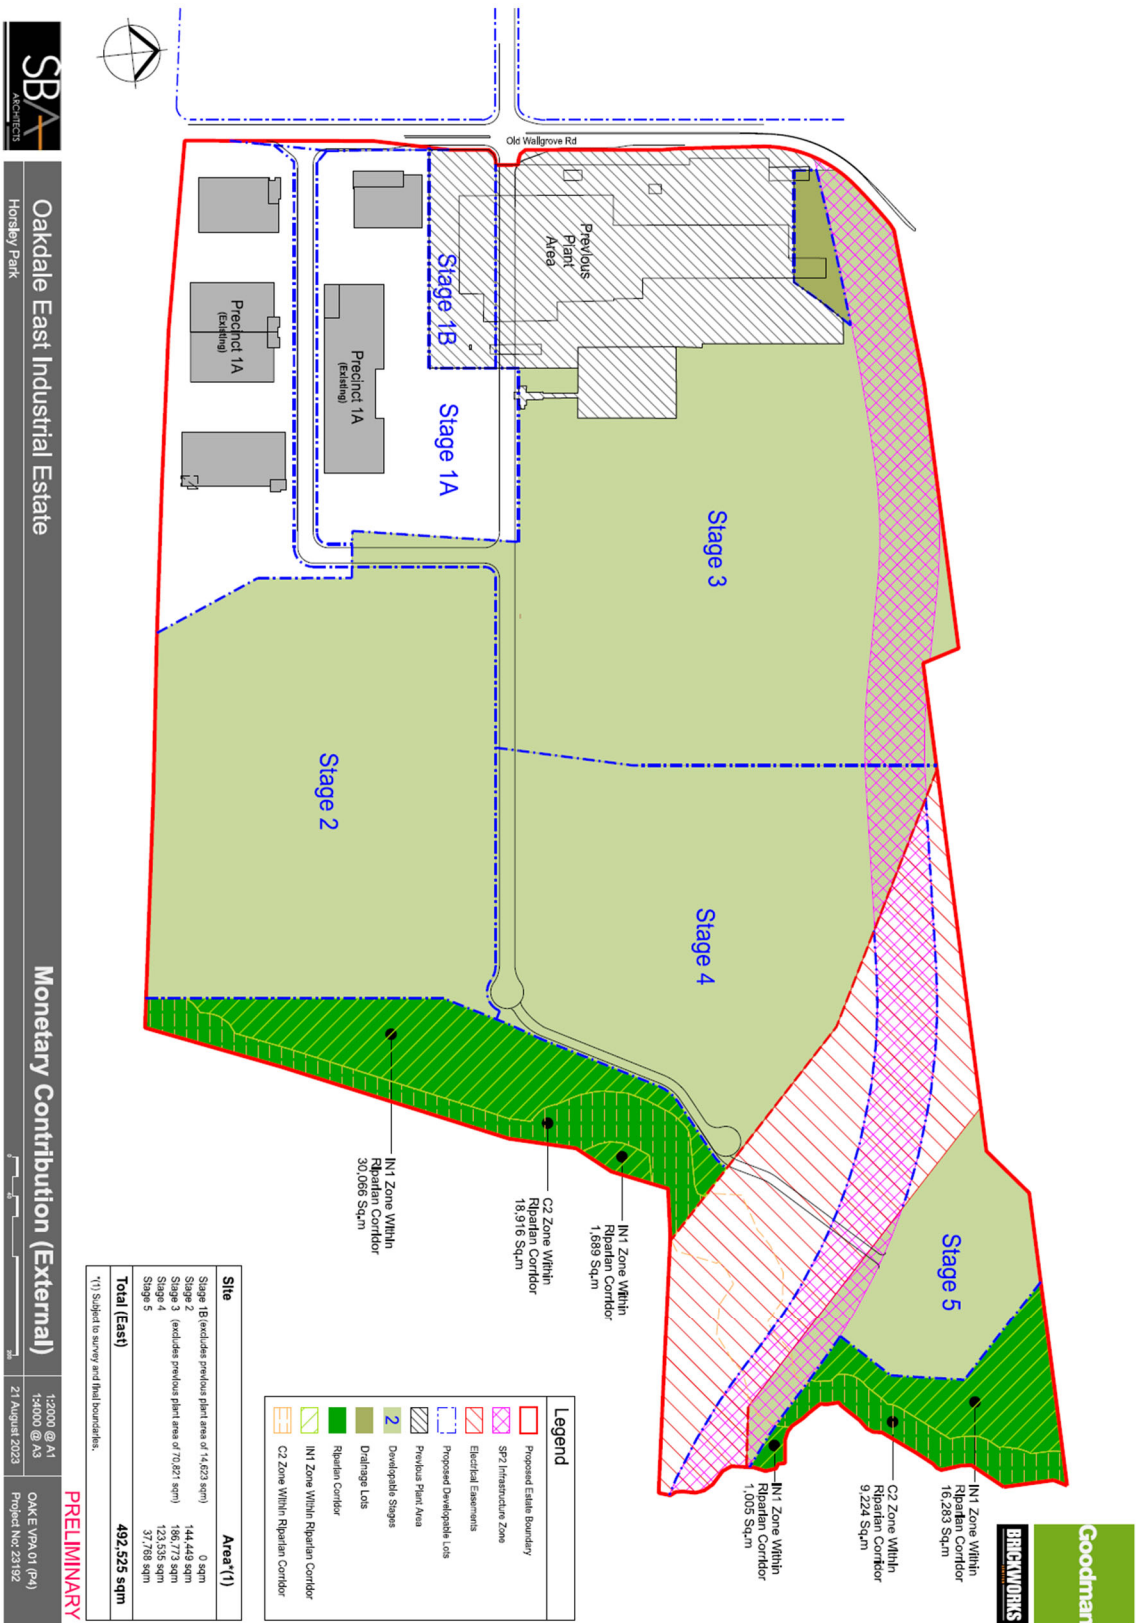 Old Wallgrove Rd
Previous
Plant
Area
Stage 1B
Stage 1A
Precinct 1A
(Existing)
Precinct 1A
(Existing)
Stage 3
Stage 2
Stage 4
Stage 5
IN1 Zone Within
Riparian Corridor
30,066 Sq.m
C2 Zone Within
Riparian Corridor
18,916 Sq.m
IN1 Zone Within
Riparian Corridor
1,689 Sq.m
IN1 Zone Within
Riparian Corridor
1,005 Sq.m
C2 Zone Within
Riparian Corridor
9,224 Sq.m
IN1 Zone Within
Riparian Corridor
16,283 Sq.m
Goodman
BRICKWORKS
Legend
Proposed Estate Boundary
SP2 Infrastructure Zone
Electrical Easements
Proposed Developable Lots
Previous Plant Area
2 Developable Stages
Drainage Lots
Riparian Corridor
IN1 Zone Within Riparian Corridor
C2 Zone Within Riparian Corridor
Site Area*(1)
Stage 1B (excludes previous plant area of 14,623 sqm) 0 sqm
Stage 2 144,449 sqm
Stage 3 (excludes previous plant area of 70,821 sqm) 186,773 sqm
Stage 4 123,535 sqm
Stage 5 37,768 sqm
Total (East) 492,525 sqm
*(1) Subject to survey and final boundaries.
PRELIMINARY
SBA
ARCHITECTS
Oakdale East Industrial Estate
Horsley Park
Monetary Contribution (External)
1:2000 @ A1
1:4000 @ A3
21 August 2023
OAK E VPA 01 (P4)
Project No: 23192